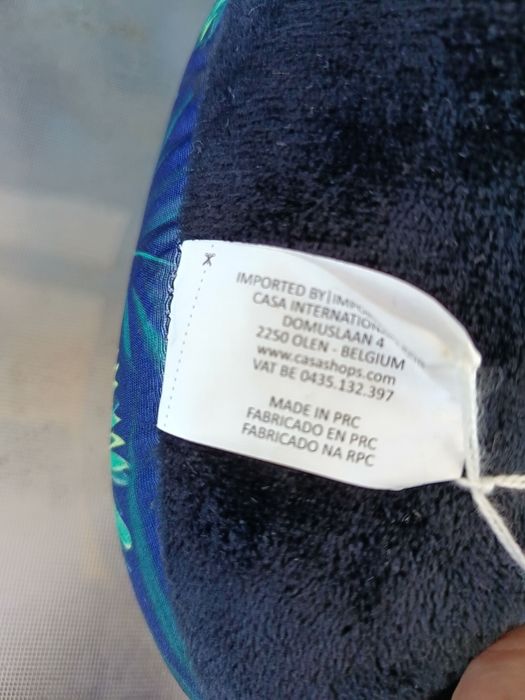 IMPORTED BY|
CASA INTERNATIONAL
DOMUSLAAN 4
2250 OLEN - BELGIUM
www.casashops.com
VAT BE 0435.132.397
MADE IN PRC
FABRICADO EN PRC
FABRICADO NA RPC